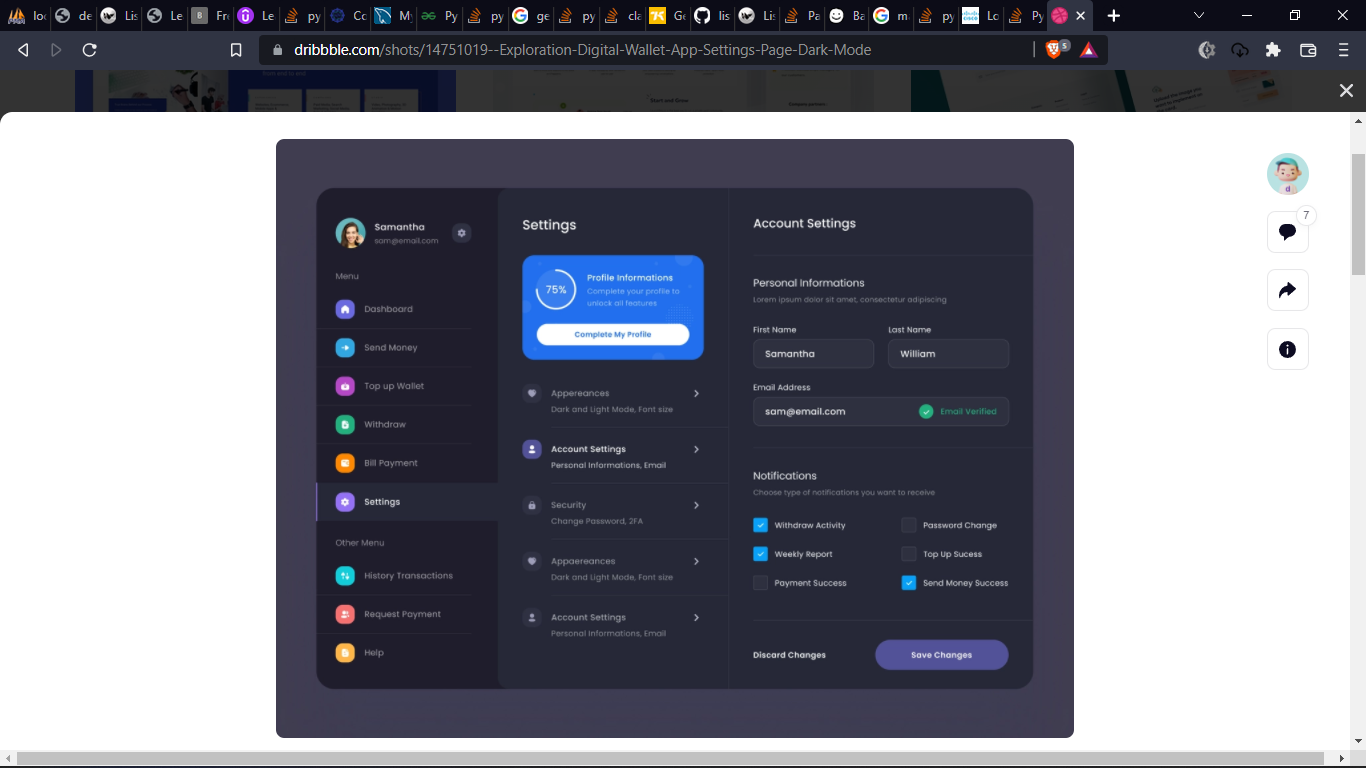 loc
de
Lis
Le
Fr
Le
py
Co
My
Py
py
ge
py
cla
Ge
lis
Lis
Pa
Ba
m
py
Lo
Py
dribbble.com/shots/14751019--Exploration-Digital-Wallet-App-Settings-Page-Dark-Mode
5
Start and Grow
7
Samantha
sam@email.com
Menu
Dashboard
Send Money
Top up Wallet
Withdraw
Bill Payment
Settings
Other Menu
History Transactions
Request Payment
Help
Settings
75%
Profile Informations
Complete your profile to
unlock all features
Complete My Profile
Appereances
Dark and Light Mode, Font size
Account Settings
Personal Informations, Email
Security
Change Password, 2FA
Appaereances
Dark and Light Mode, Font size
Account Settings
Personal Informations, Email
Account Settings
Personal Informations
Lorem ipsum dolor sit amet, consectetur adipiscing
First Name
Last Name
Samantha
William
Email Address
sam@email.com
Email Verified
Notifications
Choose type of notifications you want to receive
Withdraw Activity
Password Change
Weekly Report
Top Up Sucess
Payment Success
Send Money Success
Discard Changes
Save Changes